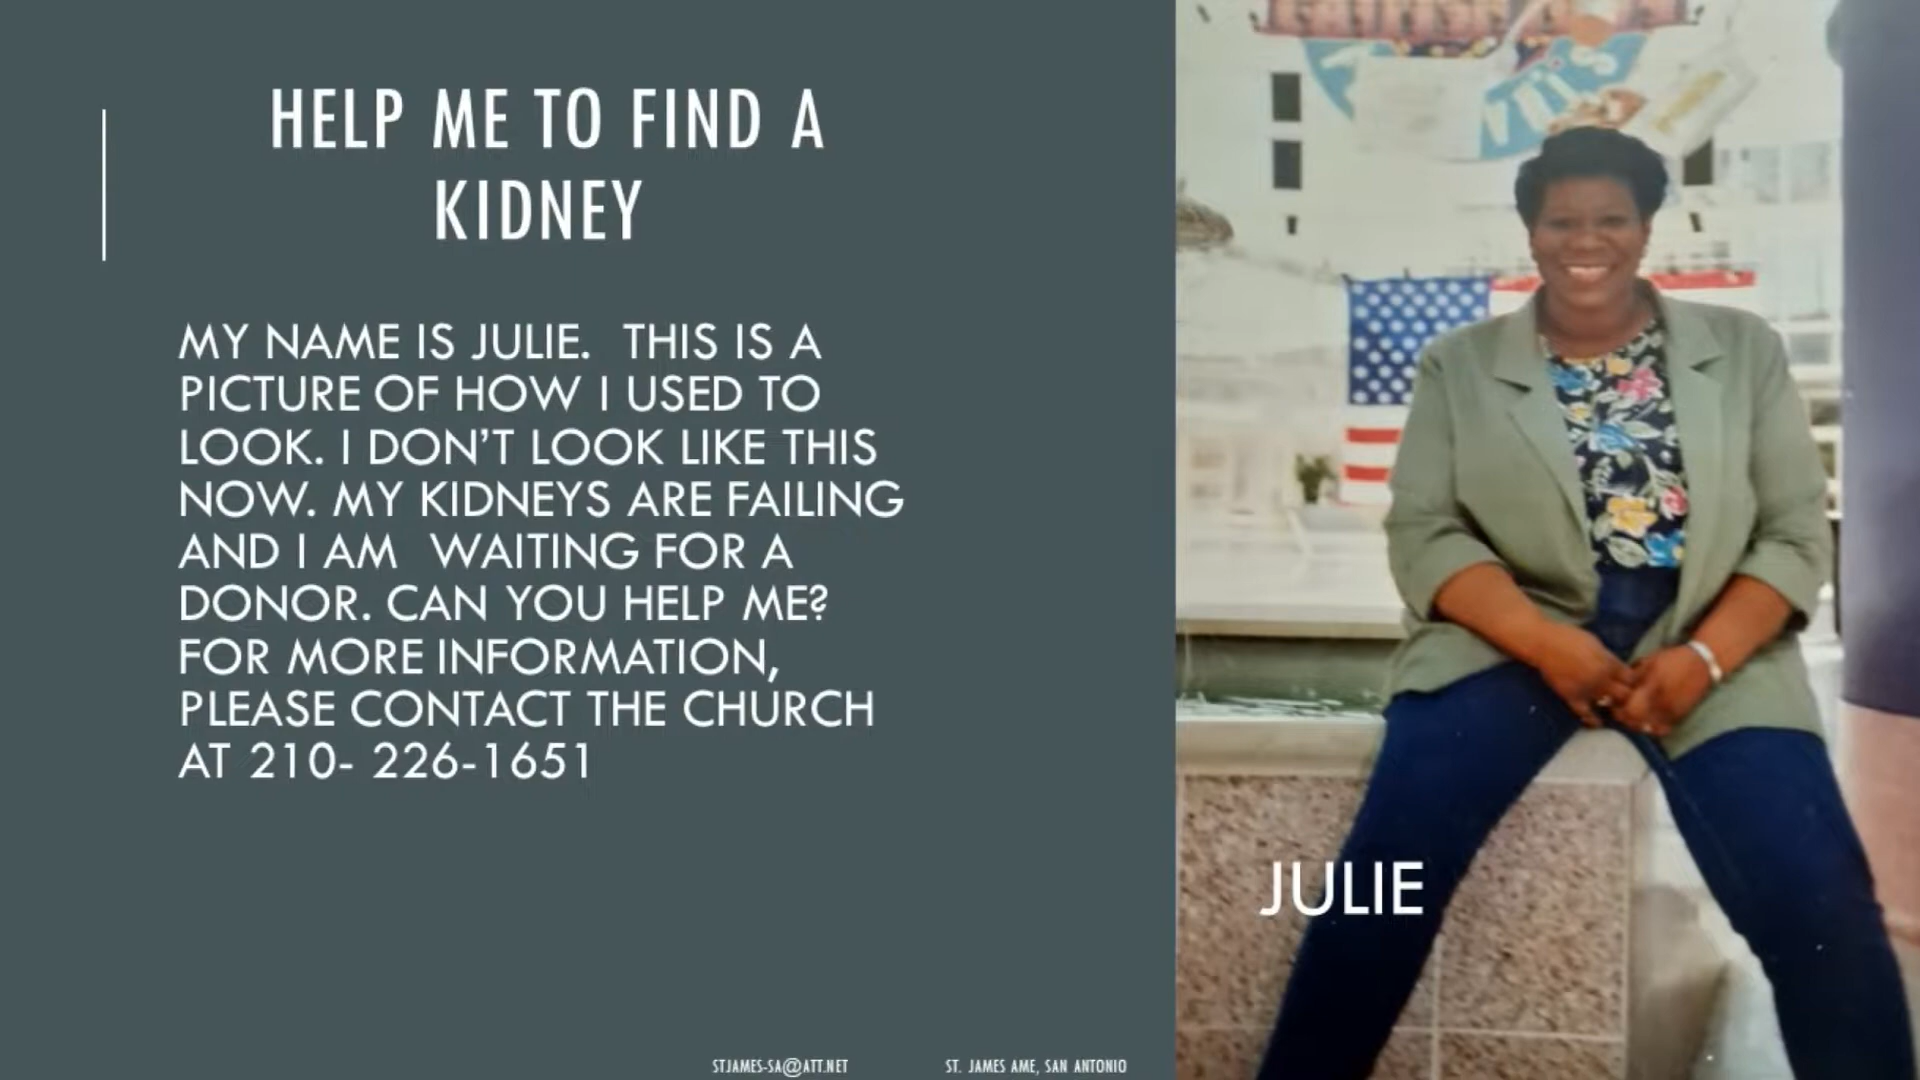 HELP ME TO FIND A
KIDNEY
MY NAME IS JULIE.  THIS IS A
PICTURE OF HOW I USED TO
LOOK. I DON'T LOOK LIKE THIS
NOW. MY KIDNEYS ARE FAILING
AND I AM  WAITING FOR A
DONOR. CAN YOU HELP ME?
FOR MORE INFORMATION,
PLEASE CONTACT THE CHURCH
AT 210- 226-1651
JULIE
STJAMES-SA@ATT.NET
ST. JAMES AME, SAN ANTONIO